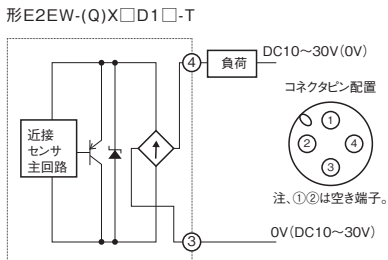 形E2EW-(Q)X□D1□-T
④
負荷
DC10～30V(0V)
コネクタピン配置
①
②
④
③
注、①②は空き端子。
近接
センサ
主回路
③
0V(DC10～30V)